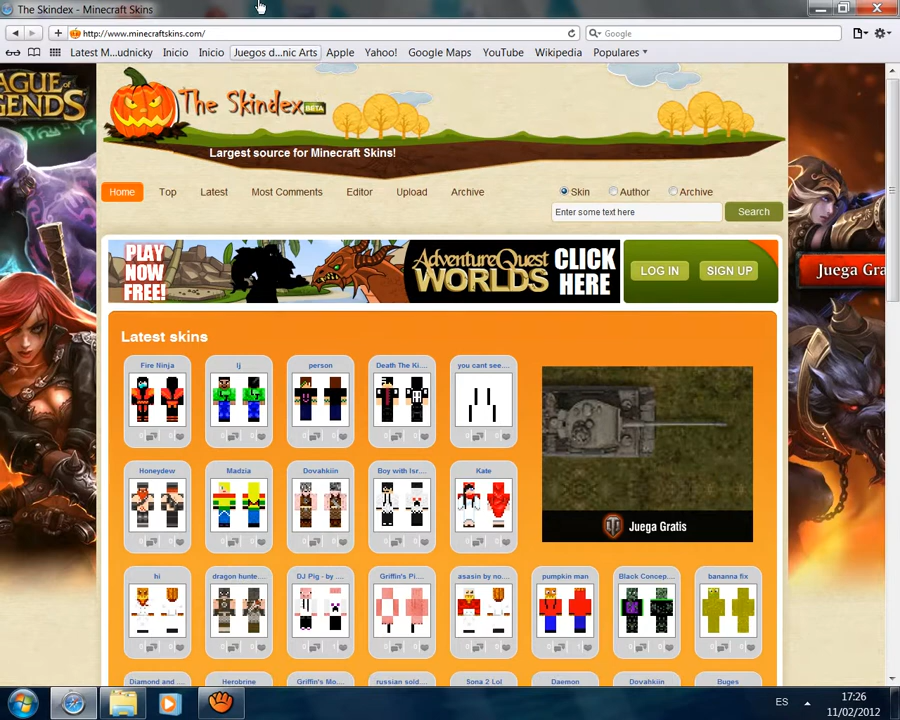 The Skindex - Minecraft Skins
http://www.minecraftskins.com/
Google
Latest M...udnicky Inicio Inicio Juegos d...nic Arts Apple Yahoo! Google Maps YouTube Wikipedia Populares
LEAGUE OF
LEGENDS
The Skindex BETA
Largest source for Minecraft Skins!
Home Top Latest Most Comments Editor Upload Archive
Skin Author Archive
Enter some text here Search
PLAY NOW FREE!
AdventureQuest WORLDS
CLICK HERE
LOG IN SIGN UP
Juega Gra
Latest skins
Fire Ninja lj person Death The Ki... you cant see...
Honeydew Madzia Dovahkiin Boy with Isr... Kate
Juega Gratis
hi dragon hunte... DJ Pig - by ... Griffin's Pi... asasin by no... pumpkin man Black Concep... bananna fix
Diamond and ... Herobrine Griffin's Mo... russian sold... Sona 2 Lol Daemon Dovahkiin Buges
ES
17:26
11/02/2012